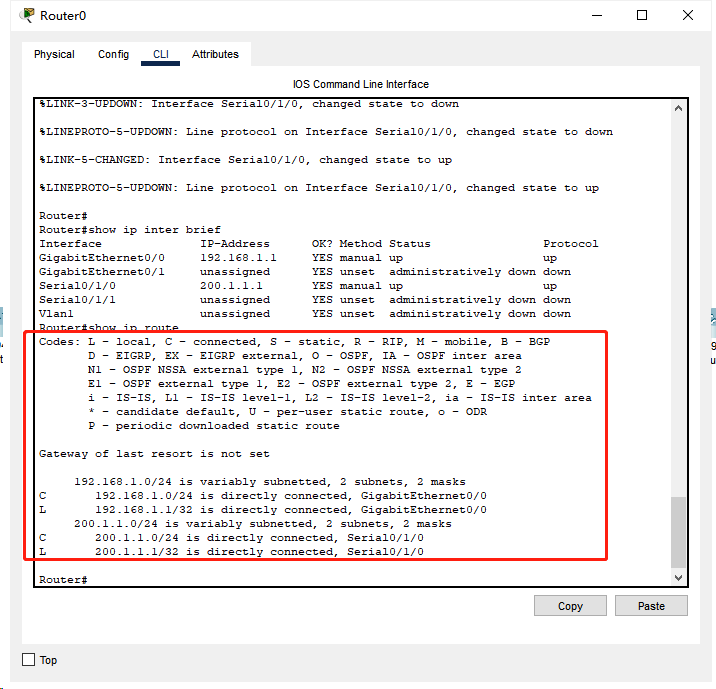 Router0
Physical Config CLI Attributes
IOS Command Line Interface
%LINK-3-UPDOWN: Interface Serial0/1/0, changed state to down
%LINEPROTO-5-UPDOWN: Line protocol on Interface Serial0/1/0, changed state to down
%LINK-5-CHANGED: Interface Serial0/1/0, changed state to up
%LINEPROTO-5-UPDOWN: Line protocol on Interface Serial0/1/0, changed state to up
Router#
Router#show ip inter brief
Interface IP-Address OK? Method Status Protocol
GigabitEthernet0/0 192.168.1.1 YES manual up up
GigabitEthernet0/1 unassigned YES unset administratively down down
Serial0/1/0 200.1.1.1 YES manual up up
Serial0/1/1 unassigned YES unset administratively down down
Vlan1 unassigned YES unset administratively down down
Router#show ip route
Codes: L - local, C - connected, S - static, R - RIP, M - mobile, B - BGP
D - EIGRP, EX - EIGRP external, O - OSPF, IA - OSPF inter area
N1 - OSPF NSSA external type 1, N2 - OSPF NSSA external type 2
E1 - OSPF external type 1, E2 - OSPF external type 2, E - EGP
i - IS-IS, L1 - IS-IS level-1, L2 - IS-IS level-2, ia - IS-IS inter area
* - candidate default, U - per-user static route, o - ODR
P - periodic downloaded static route
Gateway of last resort is not set
192.168.1.0/24 is variably subnetted, 2 subnets, 2 masks
C 192.168.1.0/24 is directly connected, GigabitEthernet0/0
L 192.168.1.1/32 is directly connected, GigabitEthernet0/0
200.1.1.0/24 is variably subnetted, 2 subnets, 2 masks
C 200.1.1.0/24 is directly connected, Serial0/1/0
L 200.1.1.1/32 is directly connected, Serial0/1/0
Router#
Copy Paste
Top